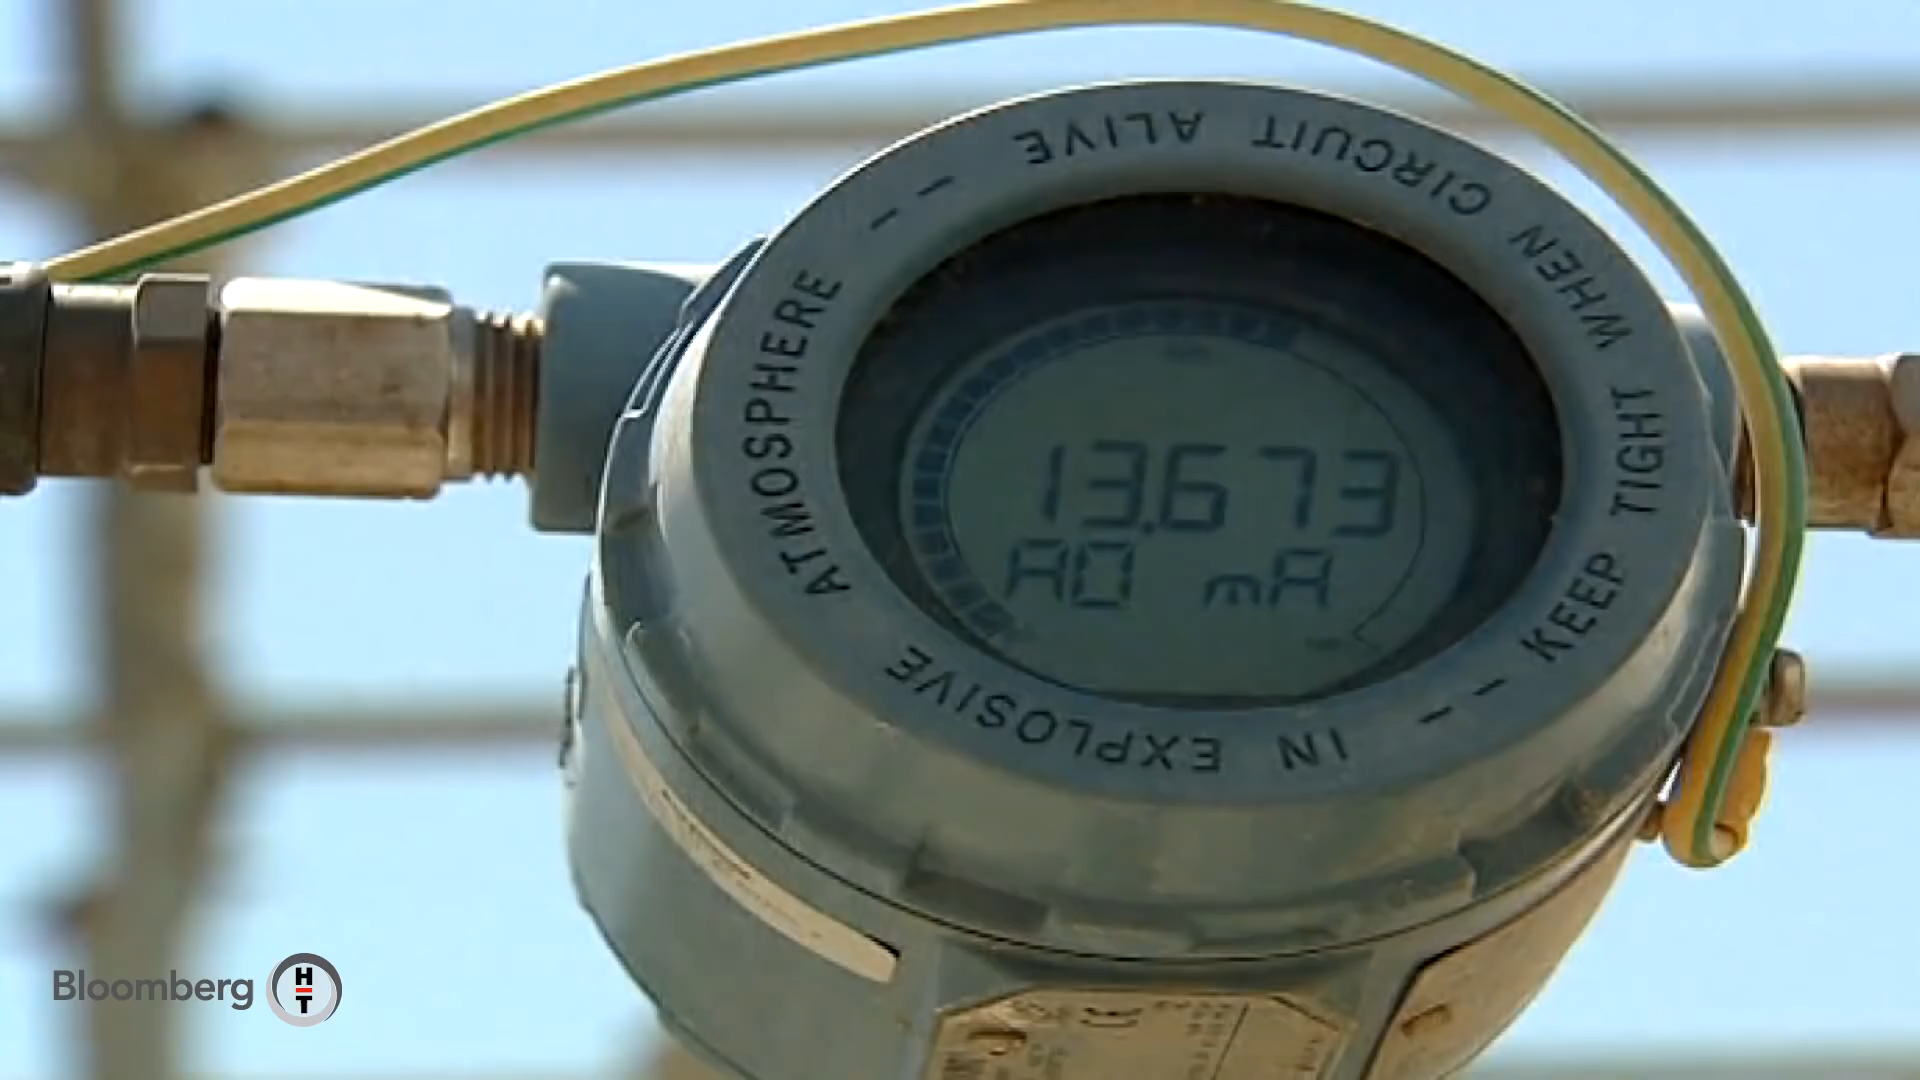 KEEP TIGHT WHEN CIRCUIT ALIVE -- IN EXPLOSIVE ATMOSPHERE --
13.673
AO mA
Bloomberg HT